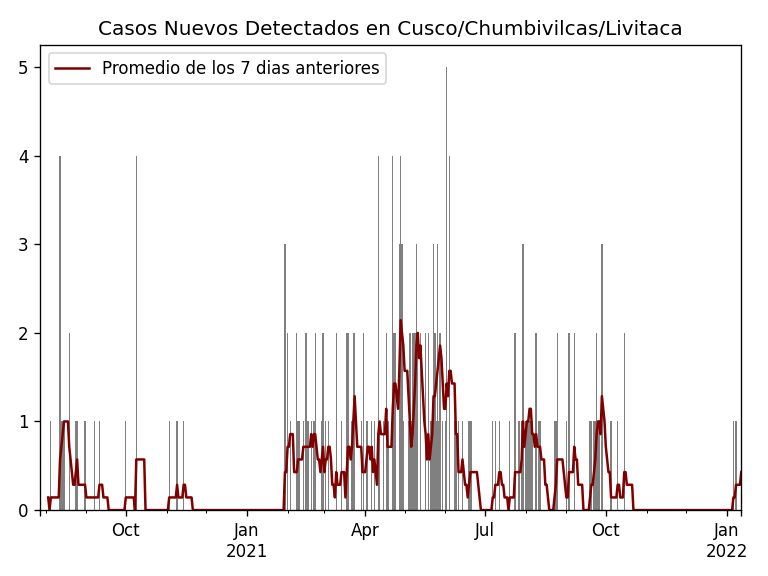 Casos Nuevos Detectados en Cusco/Chumbivilcas/Livitaca
Promedio de los 7 dias anteriores
5
4
3
2
1
0
Oct
Jan
2021
Apr
Jul
Oct
Jan
2022